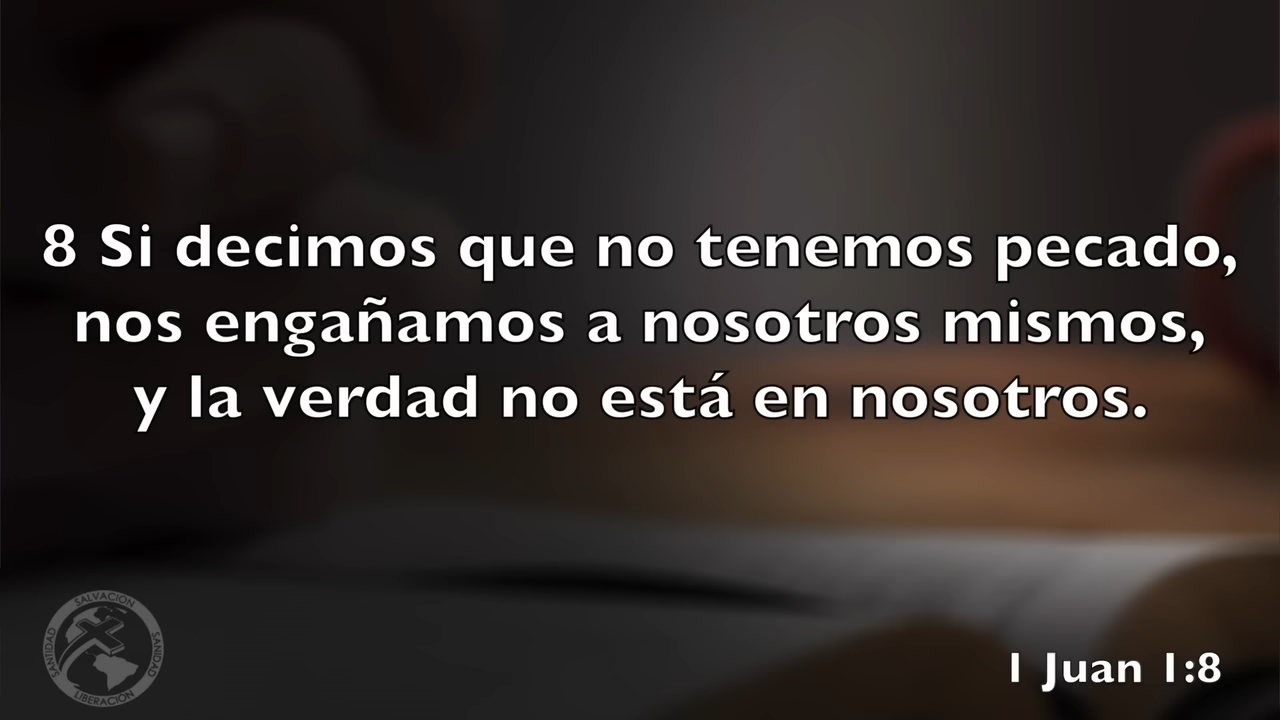 8 Si decimos que no tenemos pecado,
nos engañamos a nosotros mismos,
y la verdad no está en nosotros.
1 Juan 1:8
SALVACION
SANTIDAD
SANIDAD
LIBERACION